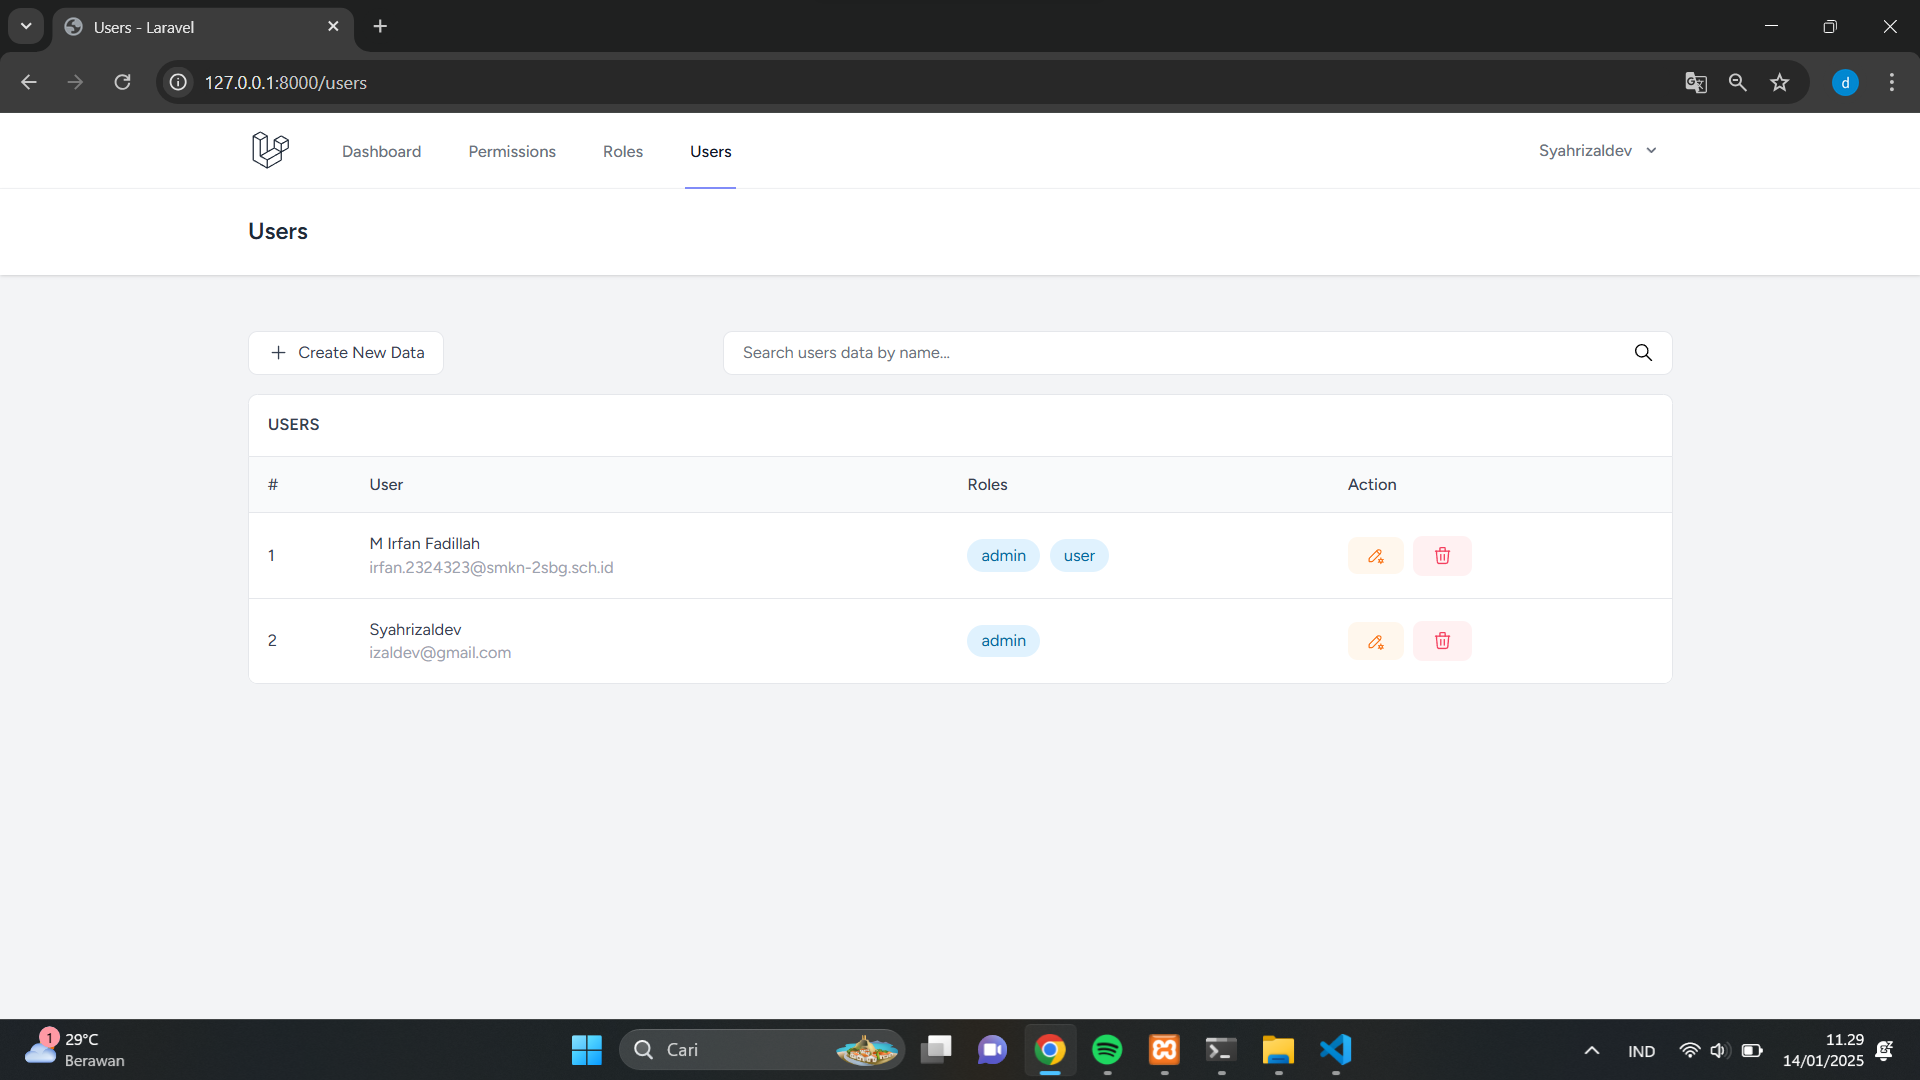 Users - Laravel
127.0.0.1:8000/users
d
Dashboard Permissions Roles Users
Syahrizaldev
Users
Create New Data
Search users data by name...
USERS
# User Roles Action
1 M Irfan Fadillah admin user
irfan.2324323@smkn-2sbg.sch.id
2 Syahrizaldev admin
izaldev@gmail.com
1 29°C
Berawan
Cari
IND
11.29
14/01/2025